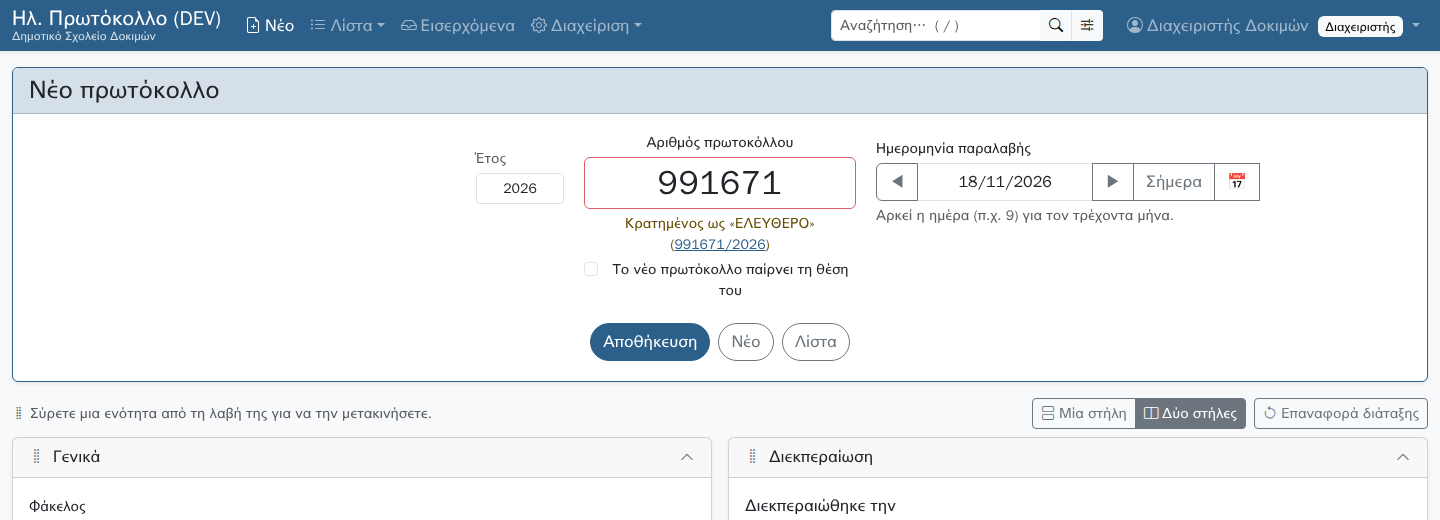 Ηλ. Πρωτόκολλο (DEV)
Δημοτικό Σχολείο Δοκιμών
Νέο
Λίστα
Εισερχόμενα
Διαχείριση
Αναζήτηση… ( / )
Διαχειριστής Δοκιμών
Διαχειριστής
Νέο πρωτόκολλο
Έτος
2026
Αριθμός πρωτοκόλλου
991671
Κρατημένος ως «ΕΛΕΥΘΕΡΟ»
(991671/2026)
Το νέο πρωτόκολλο παίρνει τη θέση
του
Ημερομηνία παραλαβής
18/11/2026
Σήμερα
Αρκεί η ημέρα (π.χ. 9) για τον τρέχοντα μήνα.
Αποθήκευση
Νέο
Λίστα
Σύρετε μια ενότητα από τη λαβή της για να την μετακινήσετε.
Μία στήλη
Δύο στήλες
Επαναφορά διάταξης
Γενικά
Φάκελος
Διεκπεραίωση
Διεκπεραιώθηκε την